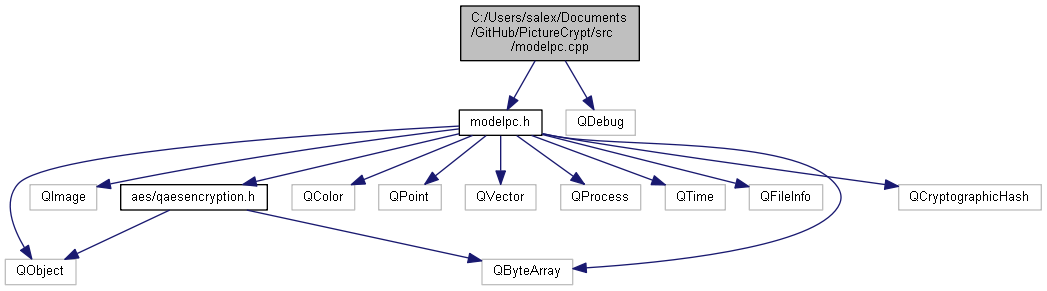 C:/Users/salex/Documents
/GitHub/PictureCrypt/src
/modelpc.cpp
modelpc.h
QDebug
QImage
aes/qaesencryption.h
QColor
QPoint
QVector
QProcess
QTime
QFileInfo
QCryptographicHash
QObject
QByteArray